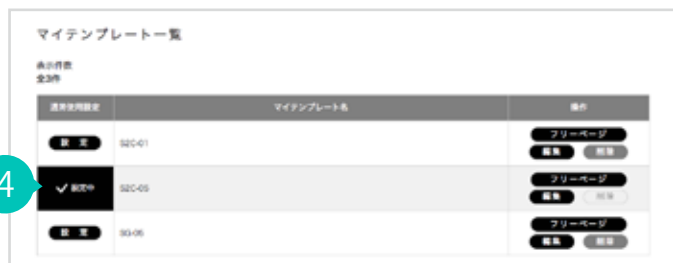 マイテンプレート一覧
表示件数
全3件
通常使用設定 マイテンプレート名 操作
設定 S2C-01 フリーページ
編集 削除
4 設定中 S2C-05 フリーページ
編集 削除
設定 SG-05 フリーページ
編集 削除